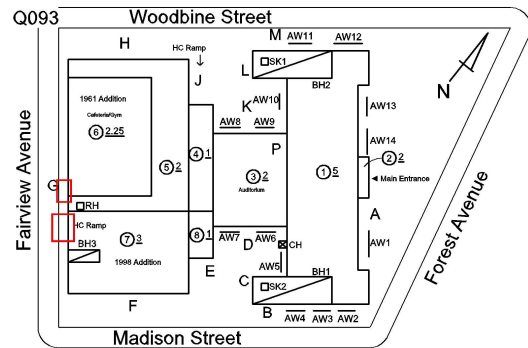 Q093
Woodbine Street
M
AW11
AW12
H
HC Ramp
J
L
SK1
BH2
N
1961 Addition
Cafeteria/Gym
6 2.25
K
AW10
AW8
AW9
AW13
AW14
P
5 2
4 1
3 2
Auditorium
1 5
2 2
Main Entrance
Fairview Avenue
G
RH
HC Ramp
BH3
7 3
1998 Addition
8 1
AW7
AW6
D
CH
A
AW1
E
AW5
C
SK2
BH1
F
B
AW4
AW3
AW2
Forest Avenue
Madison Street